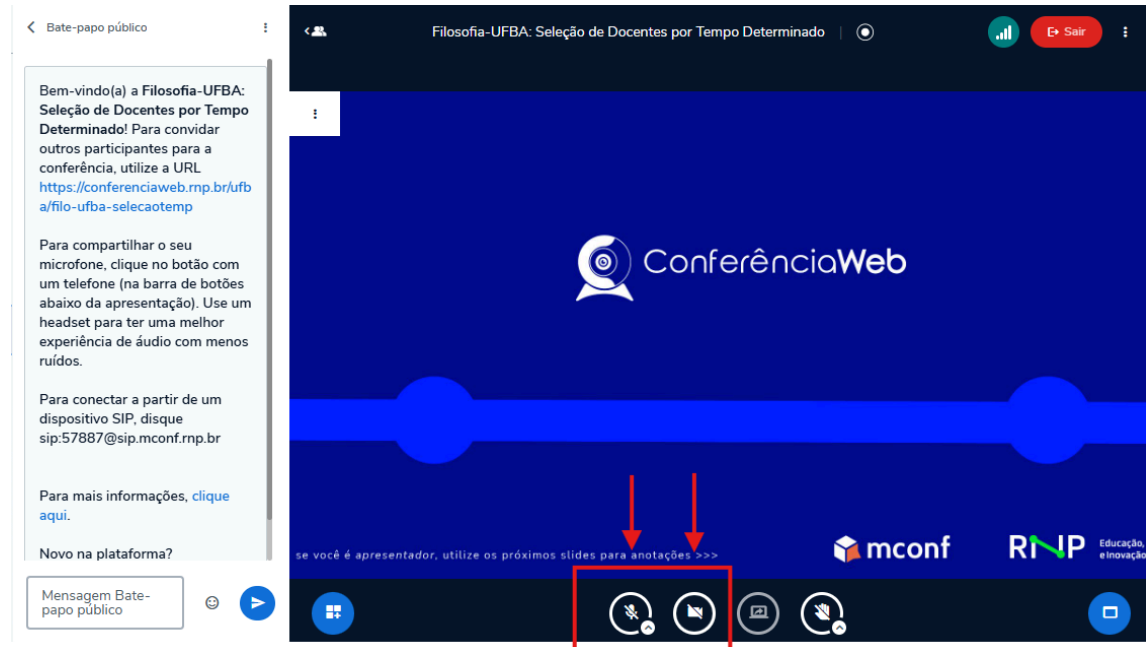 Bate-papo público
Bem-vindo(a) a Filosofia-UFBA:
Seleção de Docentes por Tempo
Determinado! Para convidar
outros participantes para a
conferência, utilize a URL
https://conferenciaweb.rnp.br/ufb
a/filo-ufba-selecaotemp
Para compartilhar o seu
microfone, clique no botão com
um telefone (na barra de botões
abaixo da apresentação). Use um
headset para ter uma melhor
experiência de áudio com menos
ruídos.
Para conectar a partir de um
dispositivo SIP, disque
sip:57887@sip.mconf.rnp.br
Para mais informações, clique
aqui.
Novo na plataforma?
Mensagem Bate-
papo público
Filosofia-UFBA: Seleção de Docentes por Tempo Determinado
Sair
ConferênciaWeb
se você é apresentador, utilize os próximos slides para anotações >>>
mconf
RNP
Educação,
e Inovação